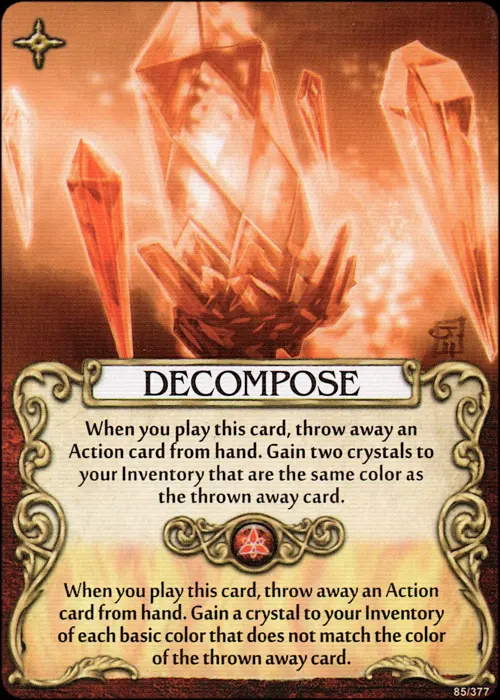 DECOMPOSE
When you play this card, throw away an
Action card from hand. Gain two crystals to
your Inventory that are the same color as
the thrown away card.
When you play this card, throw away an Action
card from hand. Gain a crystal to your Inventory
of each basic color that does not match the color
of the thrown away card.
85/377